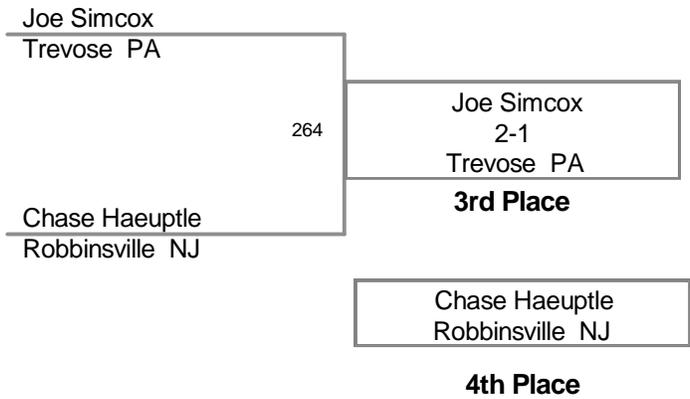 Joe Simcox
Trevose PA
264
Joe Simcox
2-1
Trevose PA
3rd Place
Chase Haeuptle
Robbinsville NJ
Chase Haeuptle
Robbinsville NJ
4th Place